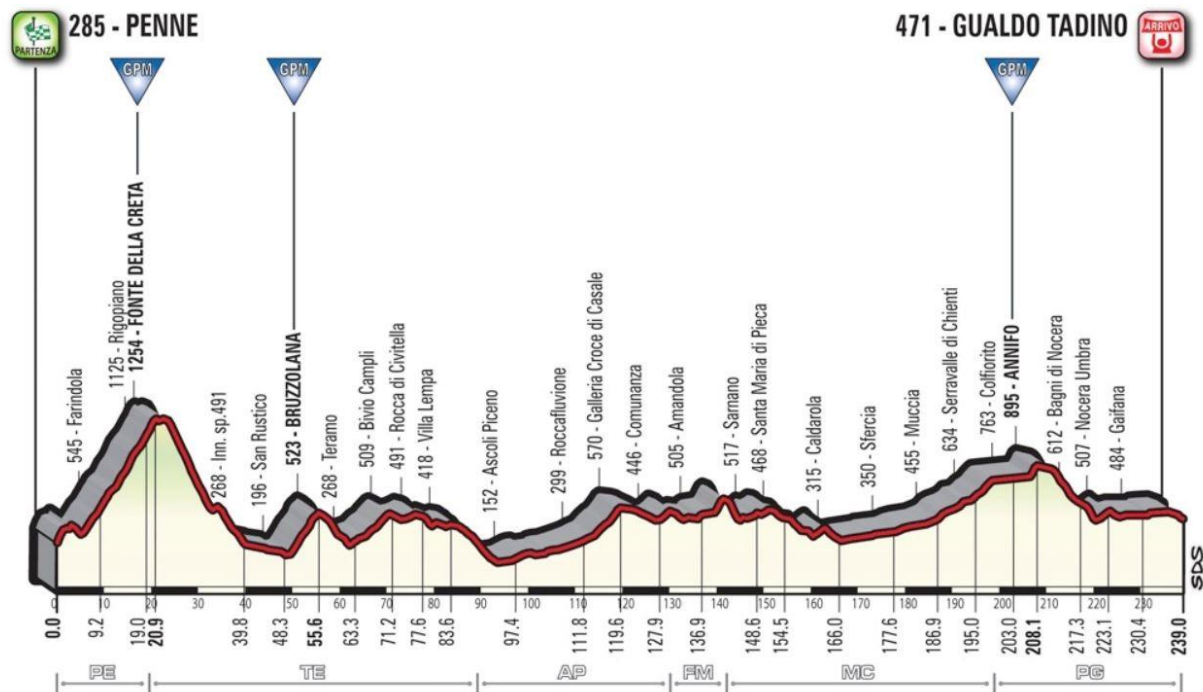 285 - PENNE
471 - GUALDO TADINO
PARTENZA
ARRIVO
GPM
GPM
GPM
545 - Farindola
1125 - Rigopiano
1254 - FONTE DELLA CRETA
268 - Inn. sp.491
196 - San Rustico
523 - BRUZZOLANA
268 - Teramo
509 - Bivio Campli
491 - Rocca di Civitella
418 - Villa Lempa
152 - Ascoli Piceno
299 - Roccafluvione
570 - Galleria Croce di Casale
446 - Comunanza
505 - Amandola
517 - Sarnano
468 - Santa Maria di Pieca
315 - Caldarola
350 - Sfercia
455 - Muccia
634 - Serravalle di Chienti
763 - Colfiorito
895 - ANNIFO
612 - Bagni di Nocera
507 - Nocera Umbra
484 - Gaifana
SDS
0 10 20 30 40 50 60 70 80 90 100 110 120 130 140 150 160 170 180 190 200 210 220 230
0.0 9.2 19.0 20.9 39.8 48.3 55.6 63.3 71.2 77.6 83.6 97.4 111.8 119.6 127.9 136.9 148.6 154.5 166.0 177.6 186.9 195.0 203.0 208.1 217.3 223.1 230.4 239.0
PE TE AP FM MC PG